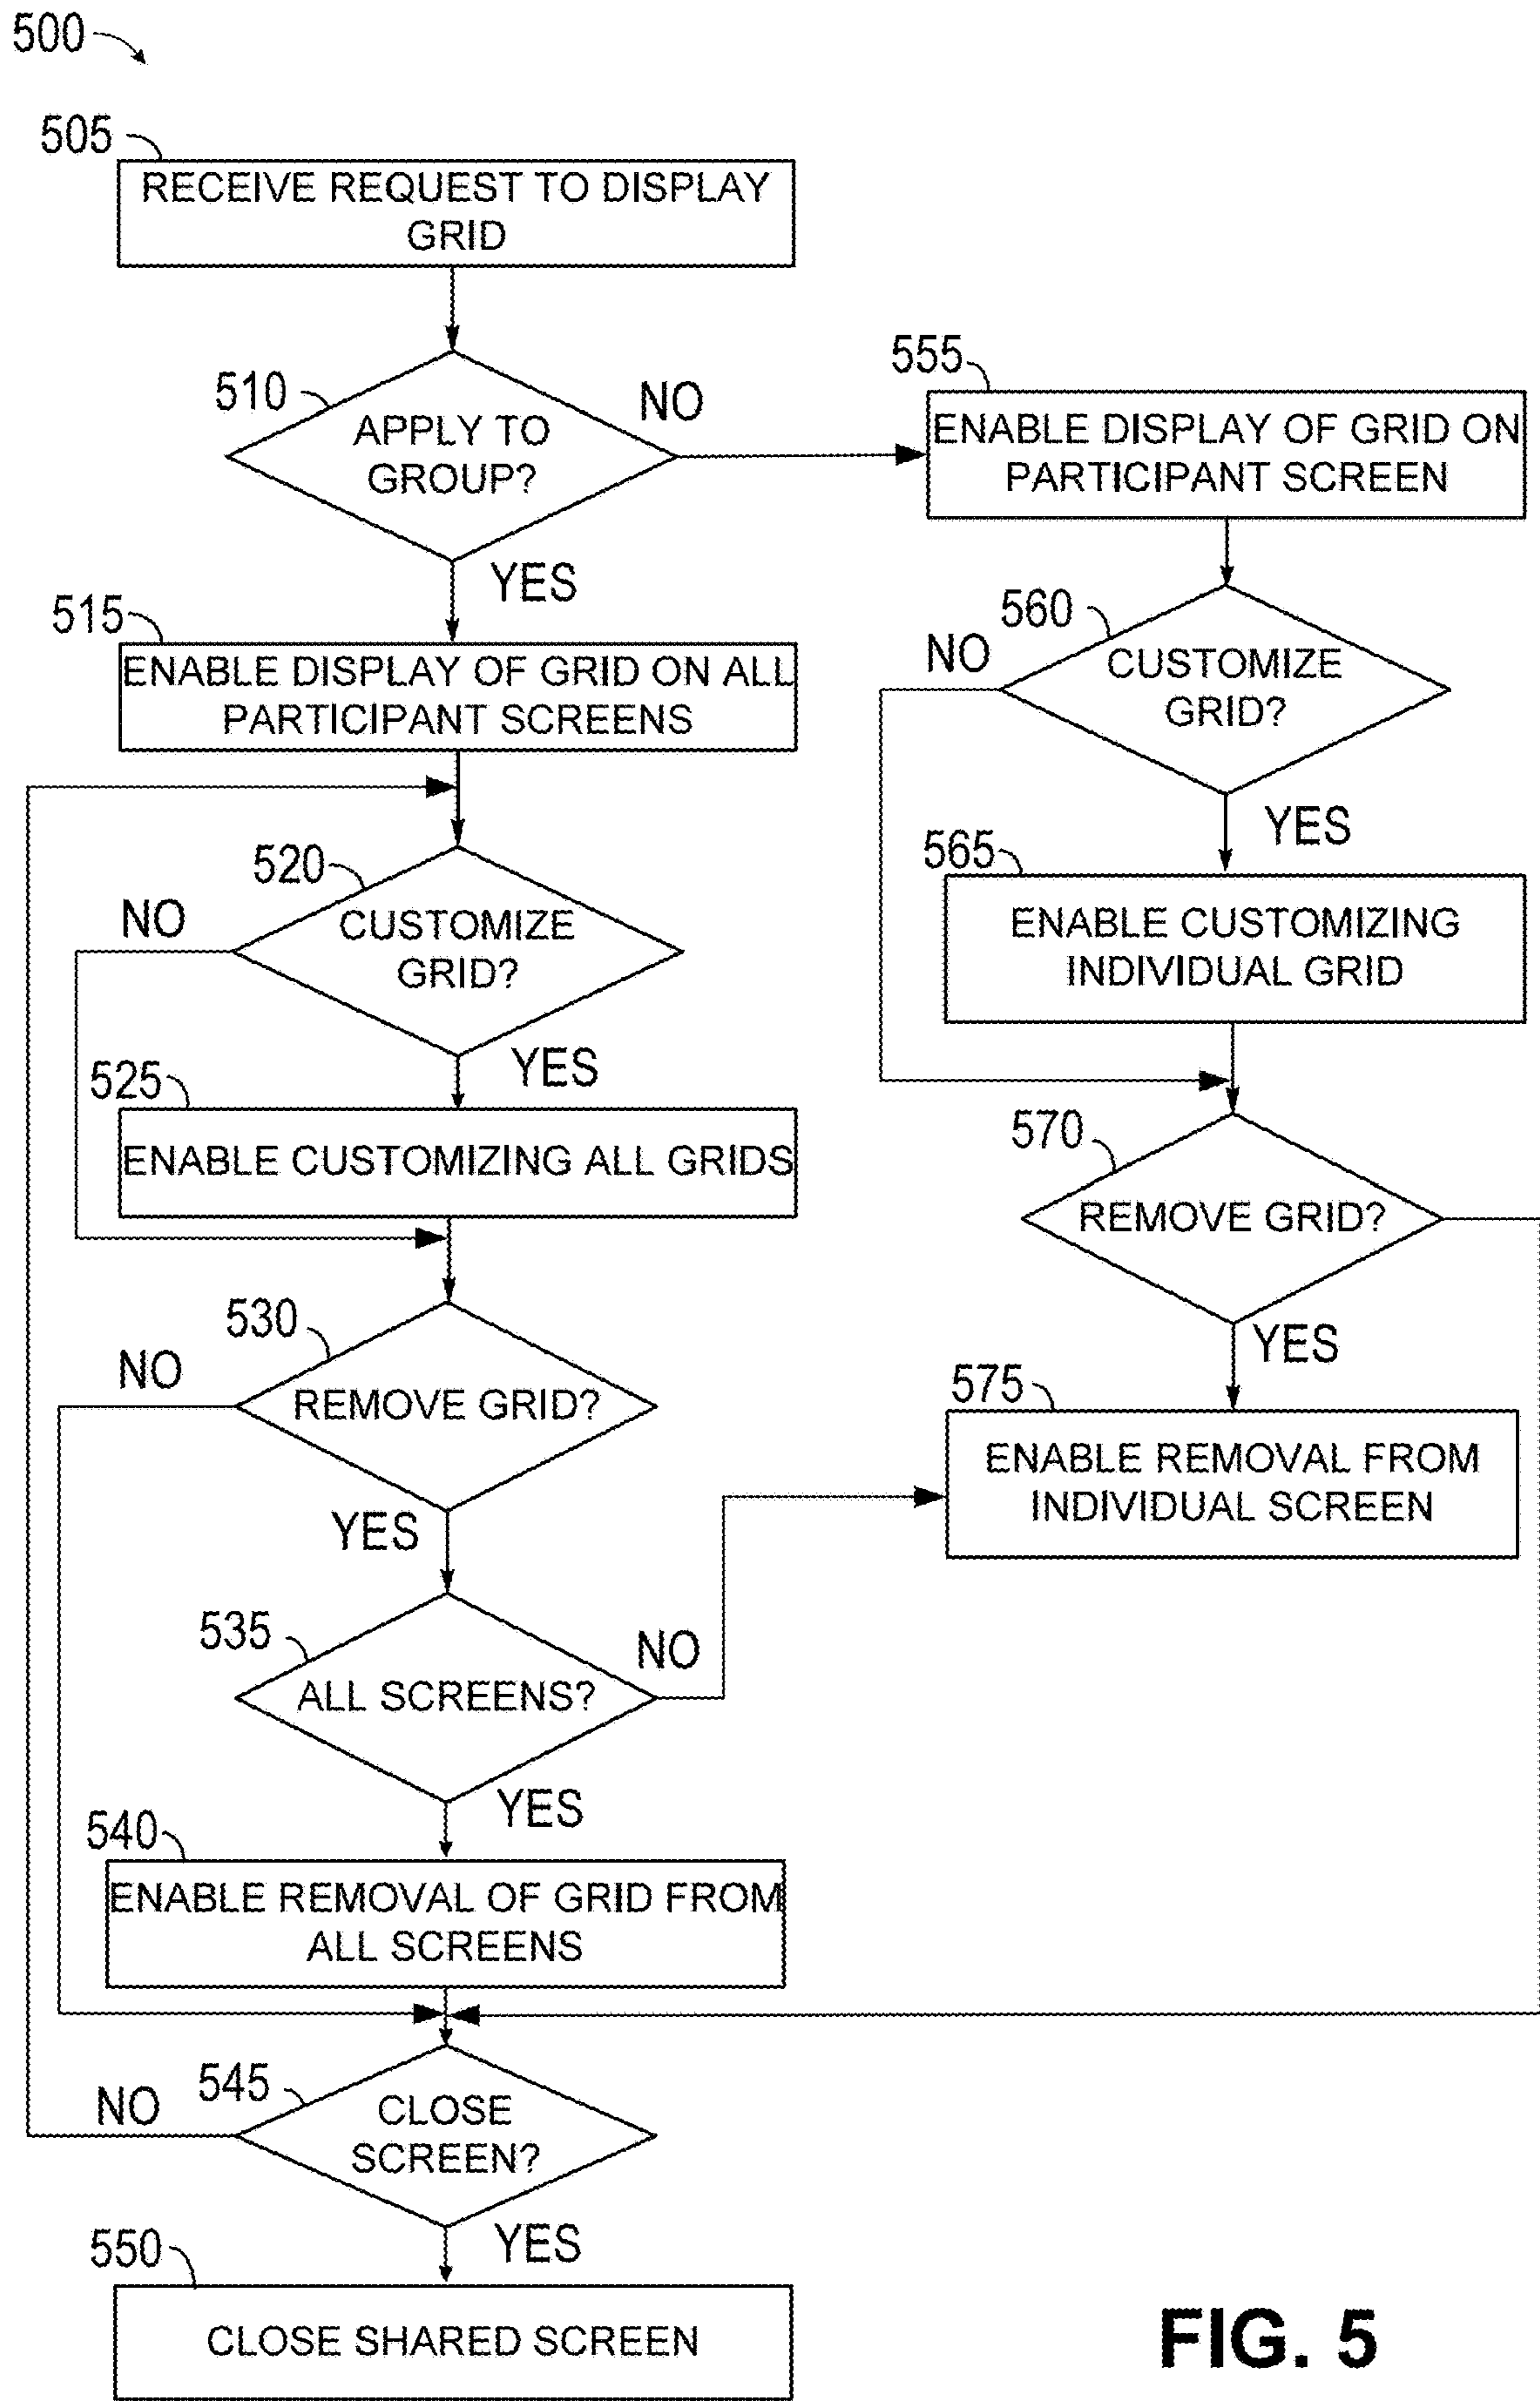 500
505
RECEIVE REQUEST TO DISPLAY
GRID
510
APPLY TO
GROUP?
NO
YES
515
ENABLE DISPLAY OF GRID ON ALL
PARTICIPANT SCREENS
520
CUSTOMIZE
GRID?
NO
YES
525
ENABLE CUSTOMIZING ALL GRIDS
530
REMOVE GRID?
NO
YES
535
ALL SCREENS?
NO
YES
540
ENABLE REMOVAL OF GRID FROM
ALL SCREENS
545
CLOSE
SCREEN?
NO
YES
550
CLOSE SHARED SCREEN
555
ENABLE DISPLAY OF GRID ON
PARTICIPANT SCREEN
560
CUSTOMIZE
GRID?
NO
YES
565
ENABLE CUSTOMIZING
INDIVIDUAL GRID
570
REMOVE GRID?
YES
575
ENABLE REMOVAL FROM
INDIVIDUAL SCREEN
FIG. 5